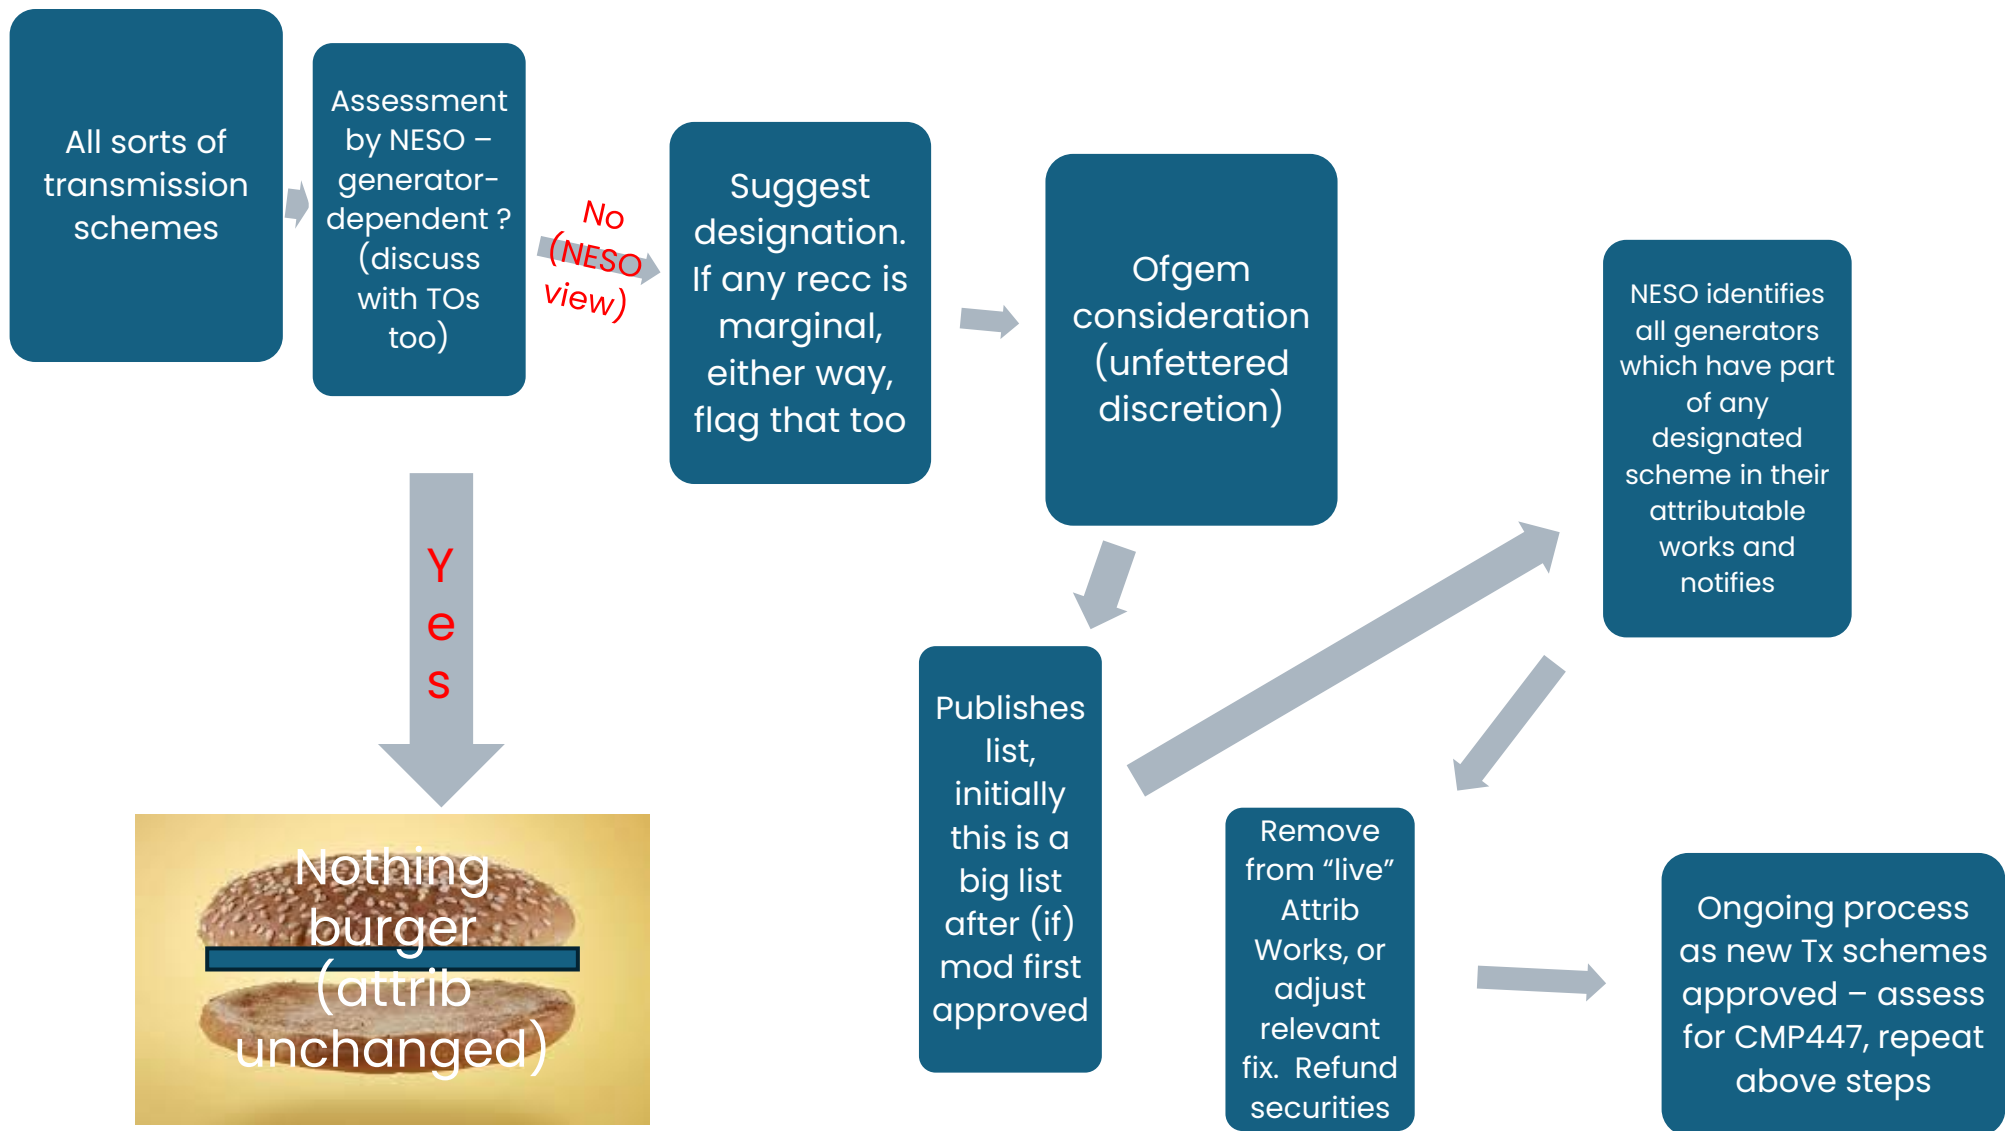 All sorts of
transmission
schemes
Assessment
by NESO –
generator-
dependent ?
(discuss
with TOs
too)
No
(NESO
view)
Suggest
designation.
If any recc is
marginal,
either way,
flag that too
Ofgem
consideration
(unfettered
discretion)
NESO identifies
all generators
which have part
of any
designated
scheme in their
attributable
works and
notifies
Y
e
s
Nothing
burger
(attrib
unchanged)
Publishes
list,
initially
this is a
big list
after (if)
mod first
approved
Remove
from “live”
Attrib
Works, or
adjust
relevant
fix. Refund
securities
Ongoing process
as new Tx schemes
approved – assess
for CMP447, repeat
above steps